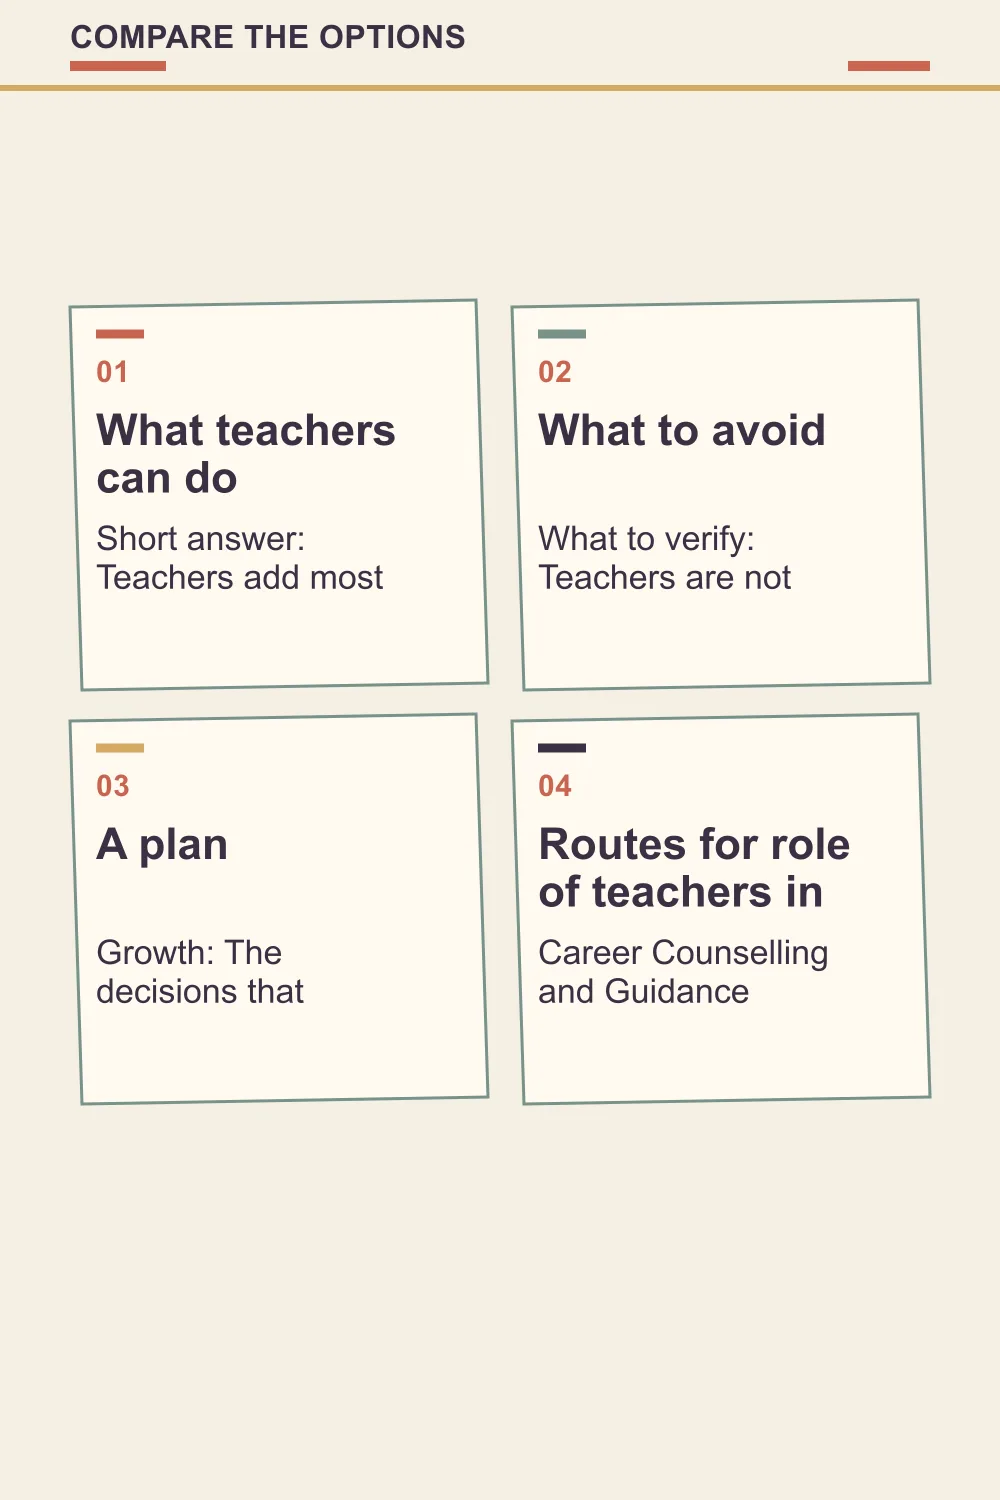 COMPARE THE OPTIONS
01
What teachers
can do
Short answer:
Teachers add most
02
What to avoid
What to verify:
Teachers are not
03
A plan
Growth: The
decisions that
04
Routes for role
of teachers in
Career Counselling
and Guidance